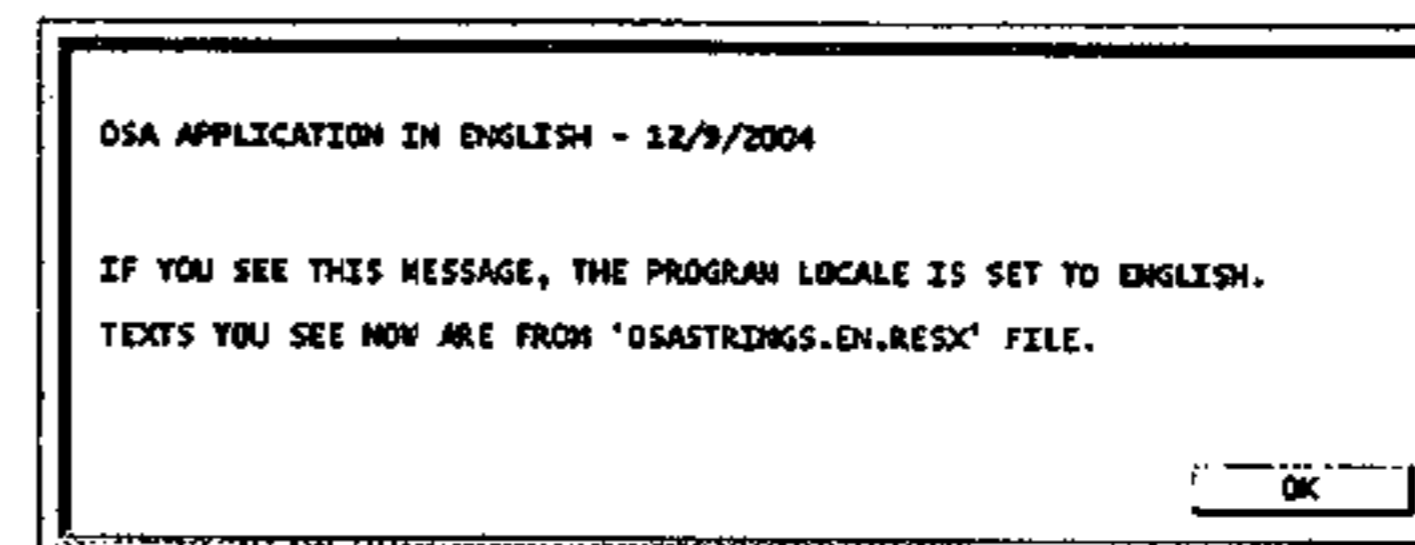 OSA APPLICATION IN ENGLISH - 12/9/2004
IF YOU SEE THIS MESSAGE, THE PROGRAM LOCALE IS SET TO ENGLISH.
TEXTS YOU SEE NOW ARE FROM 'OSASTRINGS.EN.RESX' FILE.
OK